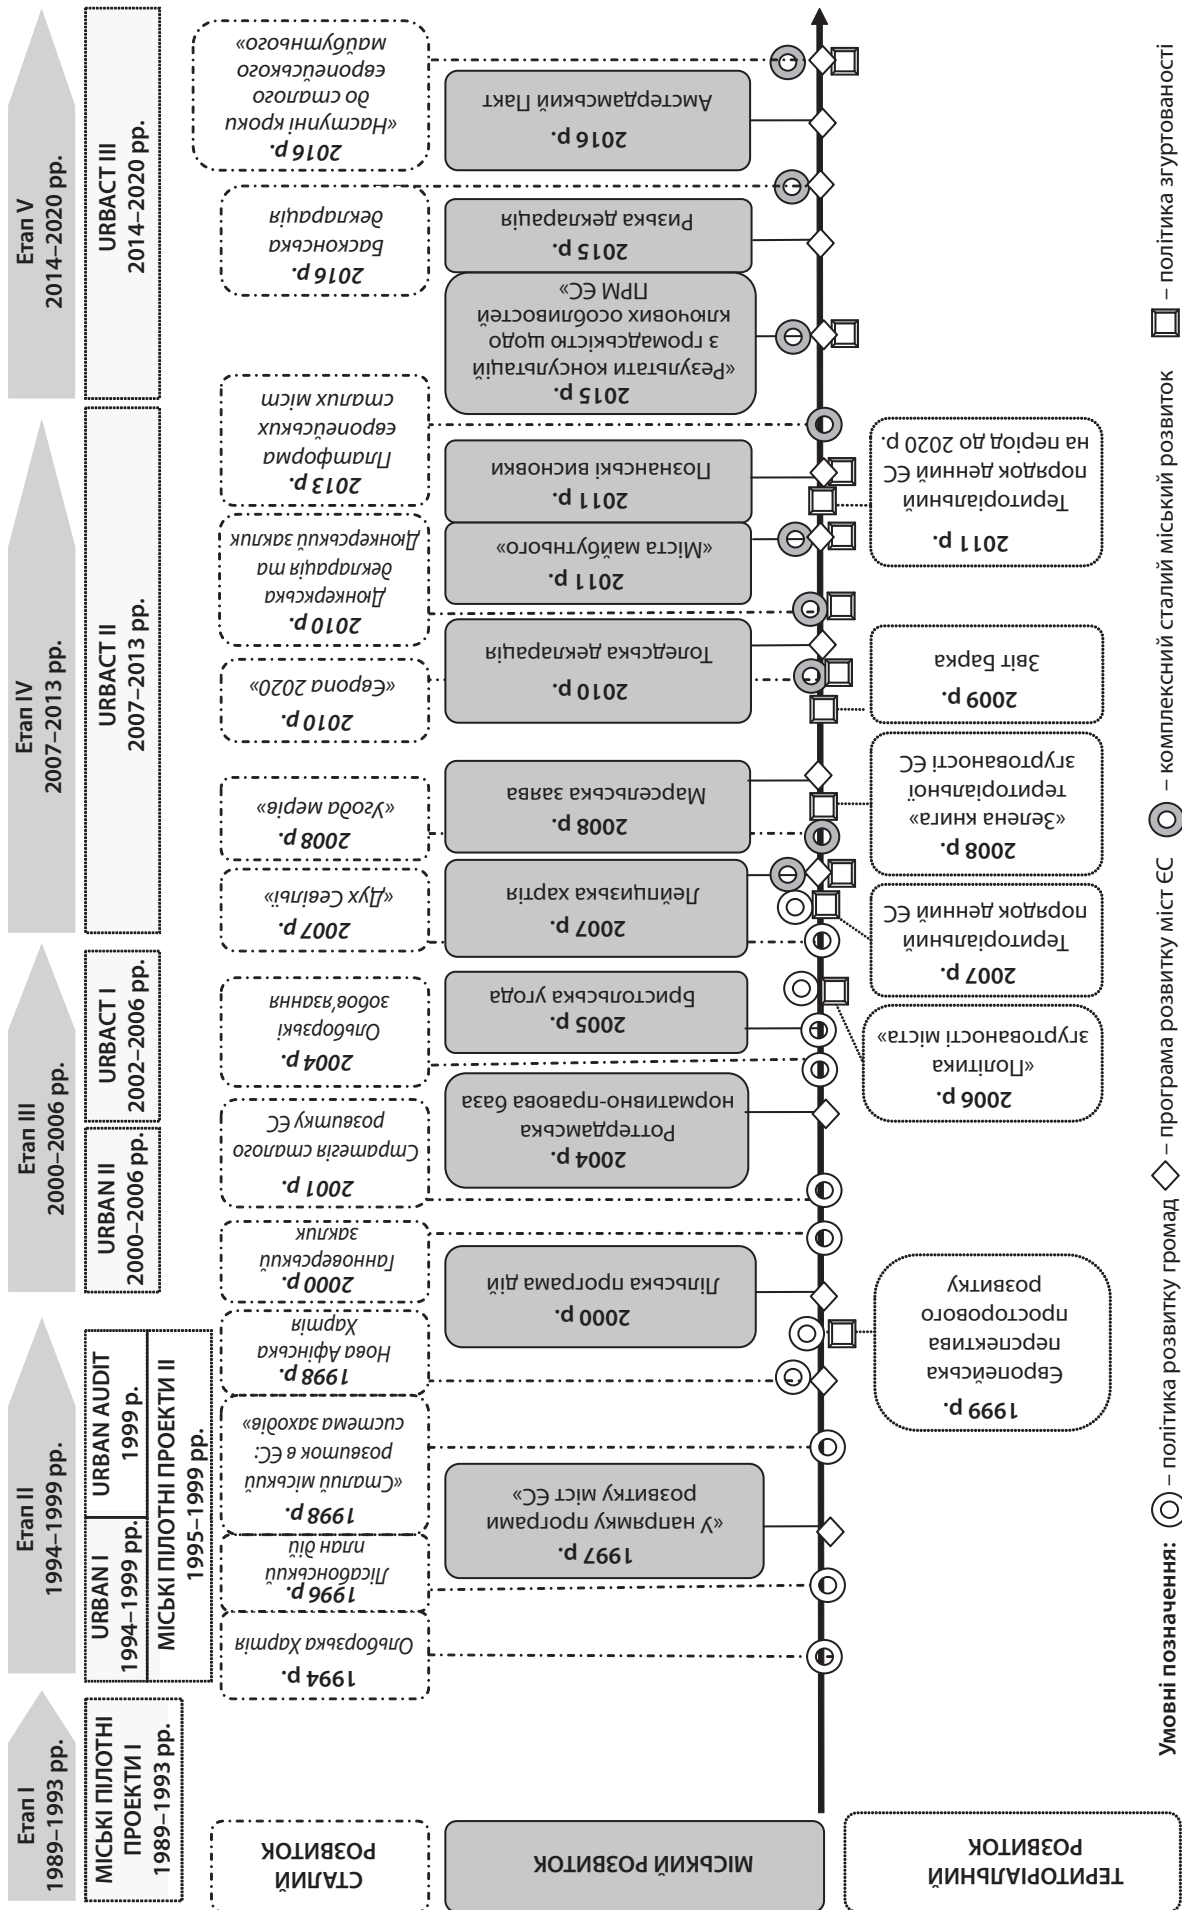 Етап I
1989–1993 рр.
Етап II
1994–1999 рр.
Етап III
2000–2006 рр.
Етап IV
2007–2013 рр.
Етап V
2014–2020 рр.
МІСЬКІ ПІЛОТНІ
ПРОЕКТИ I
1989–1993 рр.
URBAN I
1994–1999 рр.
URBAN AUDIT
1999 р.
МІСЬКІ ПІЛОТНІ ПРОЕКТИ II
1995–1999 рр.
URBAN II
2000–2006 рр.
URBACT I
2002–2006 рр.
URBACT II
2007–2013 рр.
URBACT III
2014–2020 рр.
СТАЛИЙ
РОЗВИТОК
1994 р.
Ольборзька Хартія
1996 р.
Лісабонський
план дій
1998 р.
«Сталий міський
розвиток в ЄС:
система заходів»
1998 р.
Нова Афінська
Хартія
2000 р.
Ганноверський
заклик
2001 р.
Стратегія сталого
розвитку ЄС
2004 р.
Ольборзькі
зобов'язання
2007 р.
«Дух Севільї»
2008 р.
«Угода мерів»
2010 р.
«Європа 2020»
2010 р.
Дюнкерська
декларація та
Дюнкерський заклик
2013 р.
Платформа
європейських
сталих міст
2016 р.
Басконська
декларація
2016 р.
«Наступні кроки
до сталого
європейського
майбутнього»
МІСЬКИЙ РОЗВИТОК
1997 р.
«У напрямку програми
розвитку міст ЄС»
2000 р.
Лільська програма дій
2004 р.
Роттердамська
нормативно-правова база
2005 р.
Бристольська угода
2007 р.
Лейпцизька хартія
2008 р.
Марсельська заява
2010 р.
Толедська декларація
2011 р.
«Міста майбутнього»
2011 р.
Познанські висновки
2015 р.
«Результати консультацій
з громадськістю щодо
ключових особливостей
ПРМ ЄС»
2015 р.
Ризька декларація
2016 р.
Амстердамський Пакт
ТЕРИТОРІАЛЬНИЙ
РОЗВИТОК
1999 р.
Європейська
перспектива
просторового
розвитку
2006 р.
«Політика
згуртованості міста»
2007 р.
Територіальний
порядок денний ЄС
2008 р.
«Зелена книга»
територіальної
згуртованості ЄС
2009 р.
Звіт Барка
2011 р.
Територіальний
порядок денний ЄС
на період до 2020 р.
Умовні позначення: – політика розвитку громад – програма розвитку міст ЄС – комплексний сталий міський розвиток – політика згуртованості